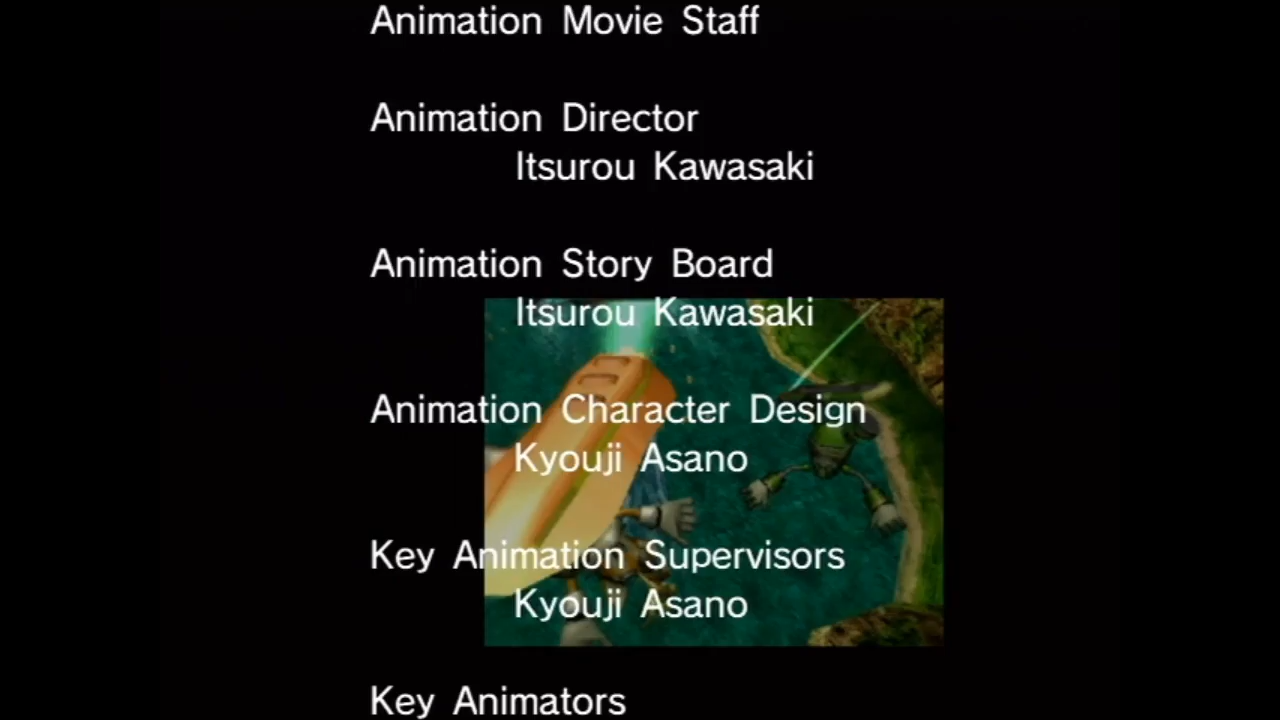 Animation Movie Staff
Animation Director
Itsurou Kawasaki
Animation Story Board
Itsurou Kawasaki
Animation Character Design
Kyouji Asano
Key Animation Supervisors
Kyouji Asano
Key Animators